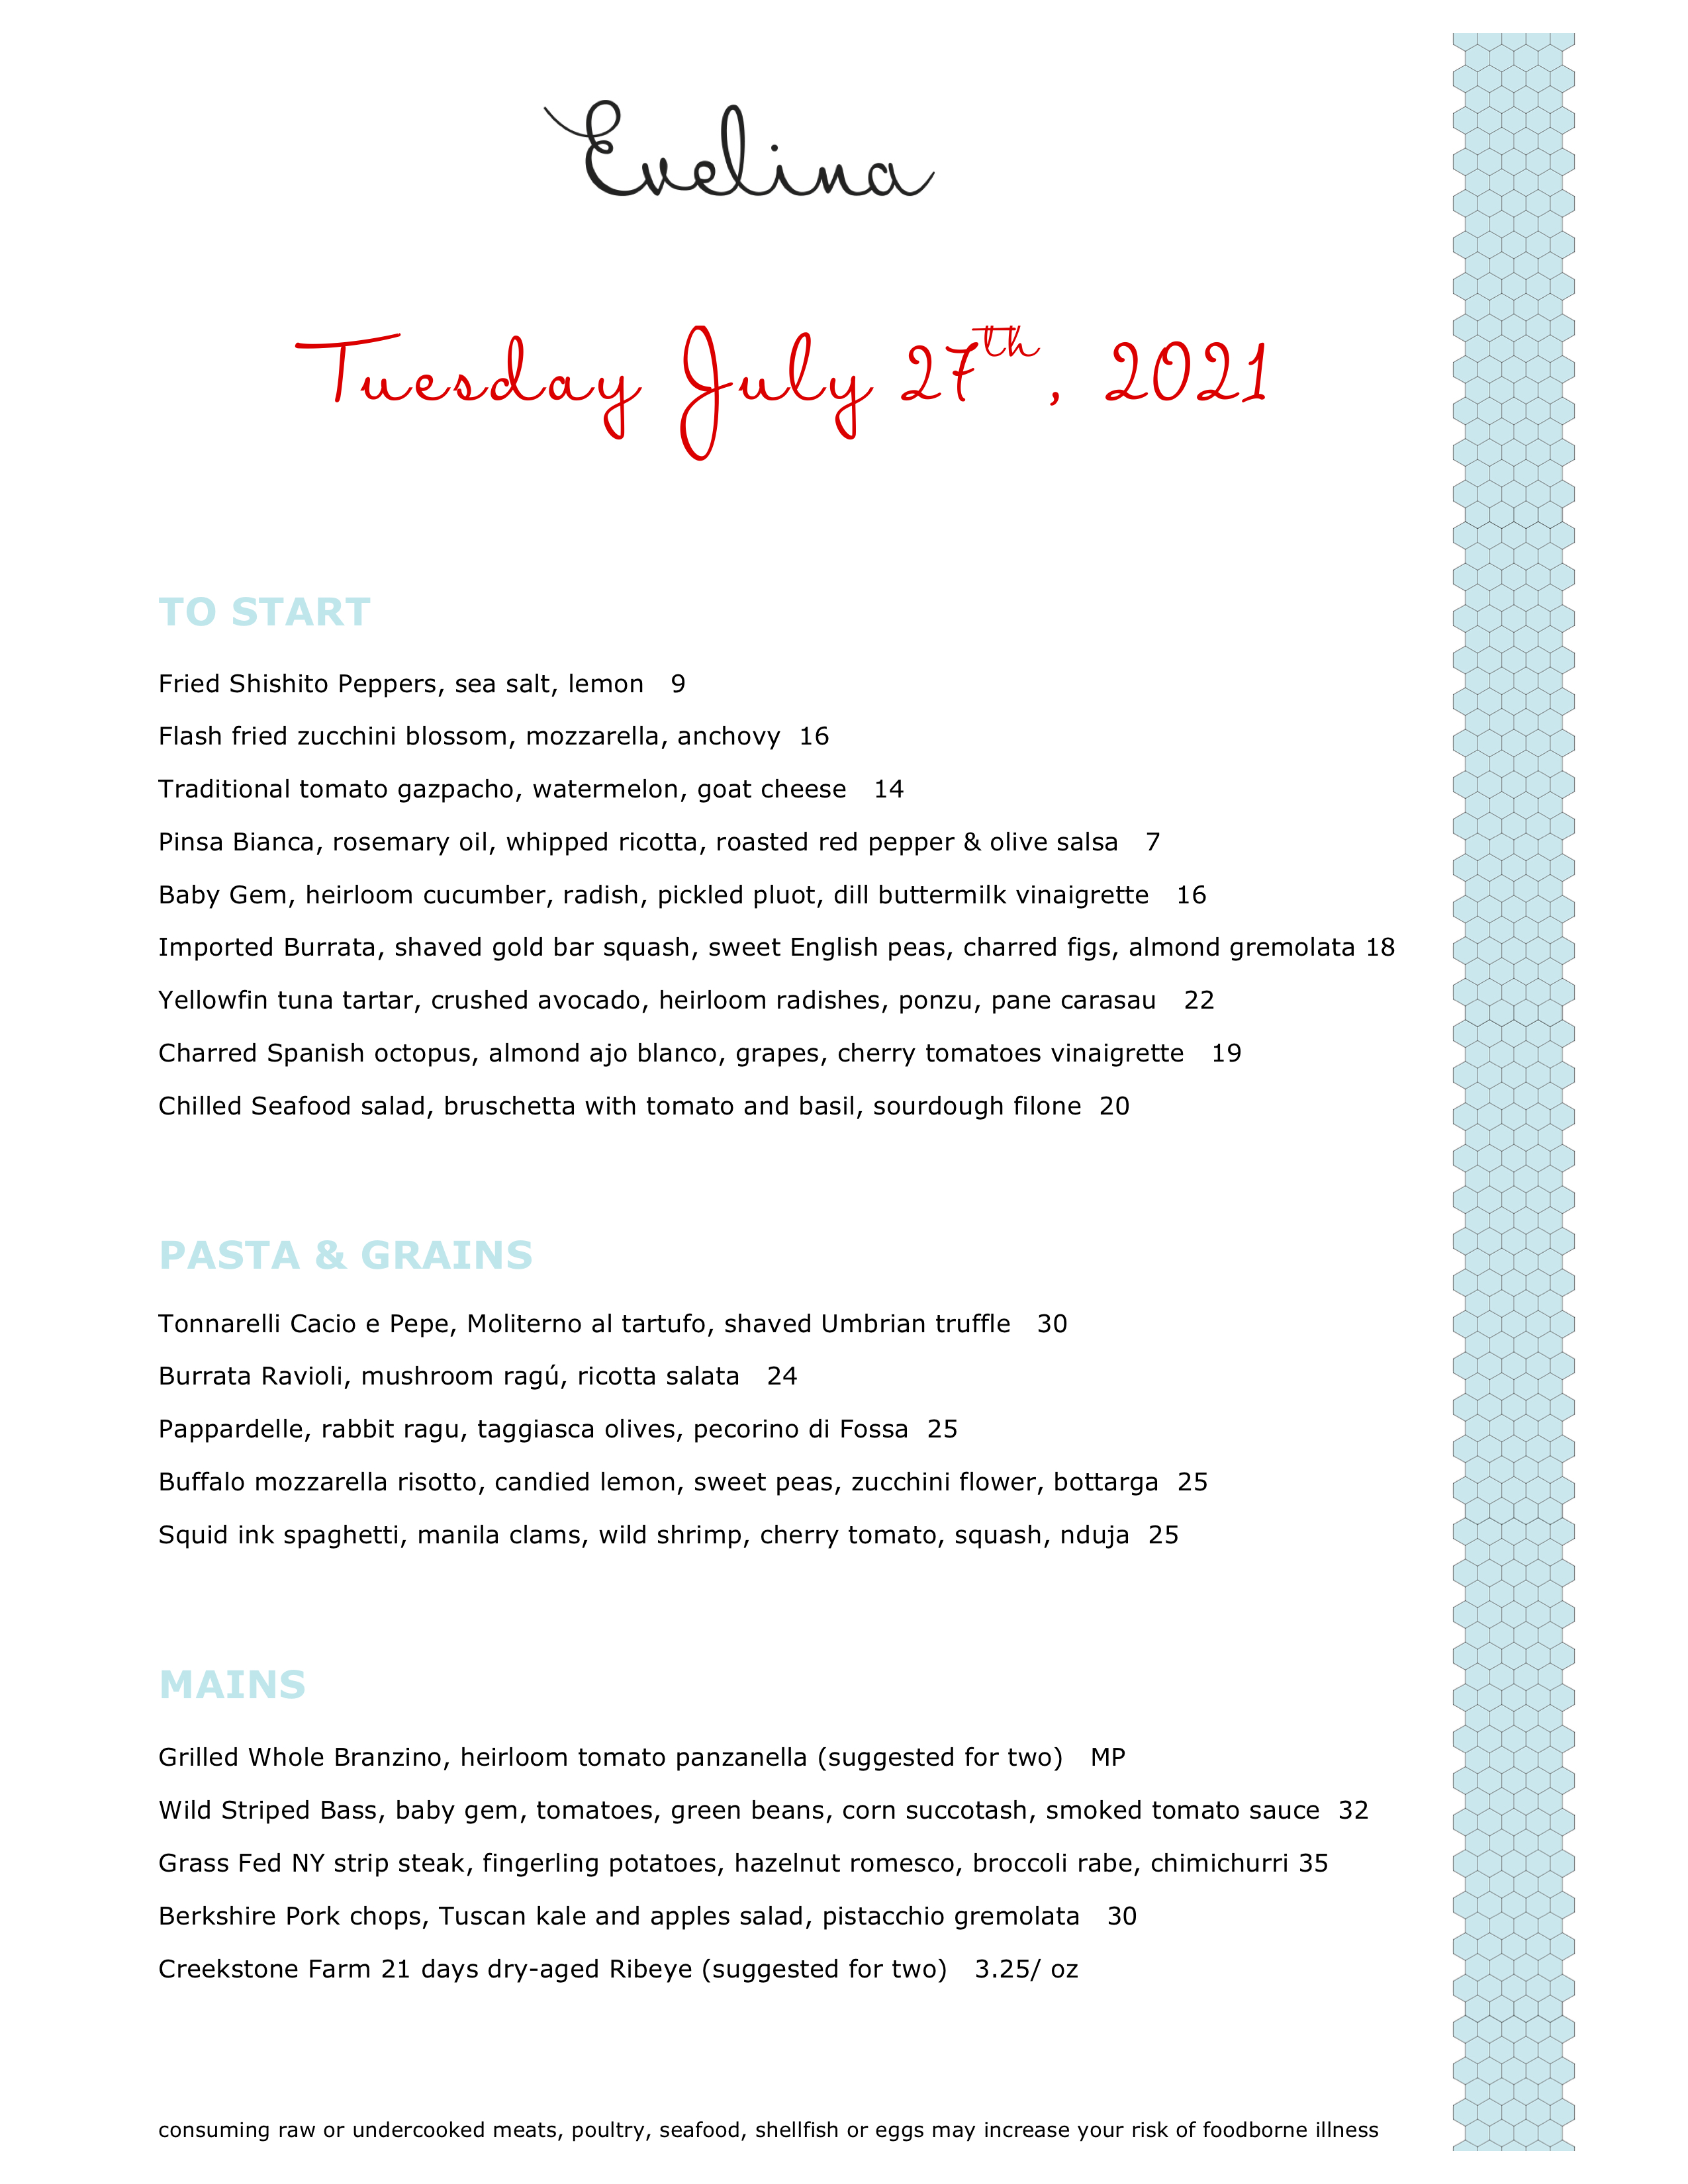 Evelina
Tuesday July 27th, 2021
TO START
Fried Shishito Peppers, sea salt, lemon 9
Flash fried zucchini blossom, mozzarella, anchovy 16
Traditional tomato gazpacho, watermelon, goat cheese 14
Pinsa Bianca, rosemary oil, whipped ricotta, roasted red pepper & olive salsa 7
Baby Gem, heirloom cucumber, radish, pickled pluot, dill buttermilk vinaigrette 16
Imported Burrata, shaved gold bar squash, sweet English peas, charred figs, almond gremolata 18
Yellowfin tuna tartar, crushed avocado, heirloom radishes, ponzu, pane carasau 22
Charred Spanish octopus, almond ajo blanco, grapes, cherry tomatoes vinaigrette 19
Chilled Seafood salad, bruschetta with tomato and basil, sourdough filone 20
PASTA & GRAINS
Tonnarelli Cacio e Pepe, Moliterno al tartufo, shaved Umbrian truffle 30
Burrata Ravioli, mushroom ragú, ricotta salata 24
Pappardelle, rabbit ragu, taggiasca olives, pecorino di Fossa 25
Buffalo mozzarella risotto, candied lemon, sweet peas, zucchini flower, bottarga 25
Squid ink spaghetti, manila clams, wild shrimp, cherry tomato, squash, nduja 25
MAINS
Grilled Whole Branzino, heirloom tomato panzanella (suggested for two) MP
Wild Striped Bass, baby gem, tomatoes, green beans, corn succotash, smoked tomato sauce 32
Grass Fed NY strip steak, fingerling potatoes, hazelnut romesco, broccoli rabe, chimichurri 35
Berkshire Pork chops, Tuscan kale and apples salad, pistacchio gremolata 30
Creekstone Farm 21 days dry-aged Ribeye (suggested for two) 3.25/ oz
consuming raw or undercooked meats, poultry, seafood, shellfish or eggs may increase your risk of foodborne illness